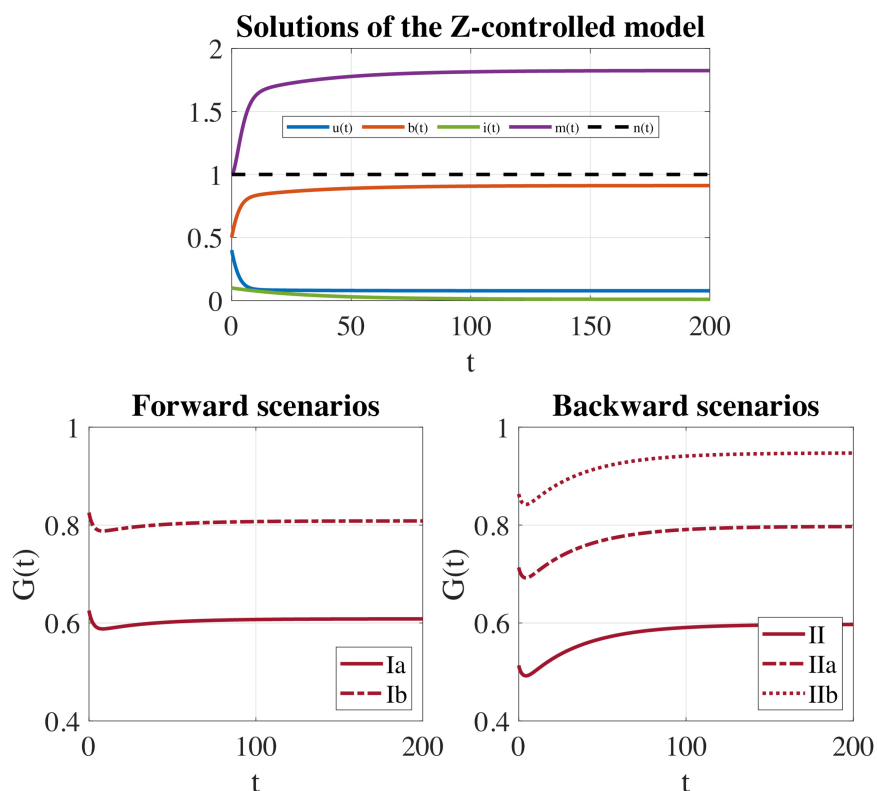 Solutions of the Z-controlled model
2
1.5
1
0.5
0
u(t) b(t) i(t) m(t) n(t)
0 50 100 150 200
t
Forward scenarios
1
0.8
0.6
0.4
G(t)
Ia
Ib
0 100 200
t
Backward scenarios
1
0.8
0.6
0.4
G(t)
II
IIa
IIb
0 100 200
t